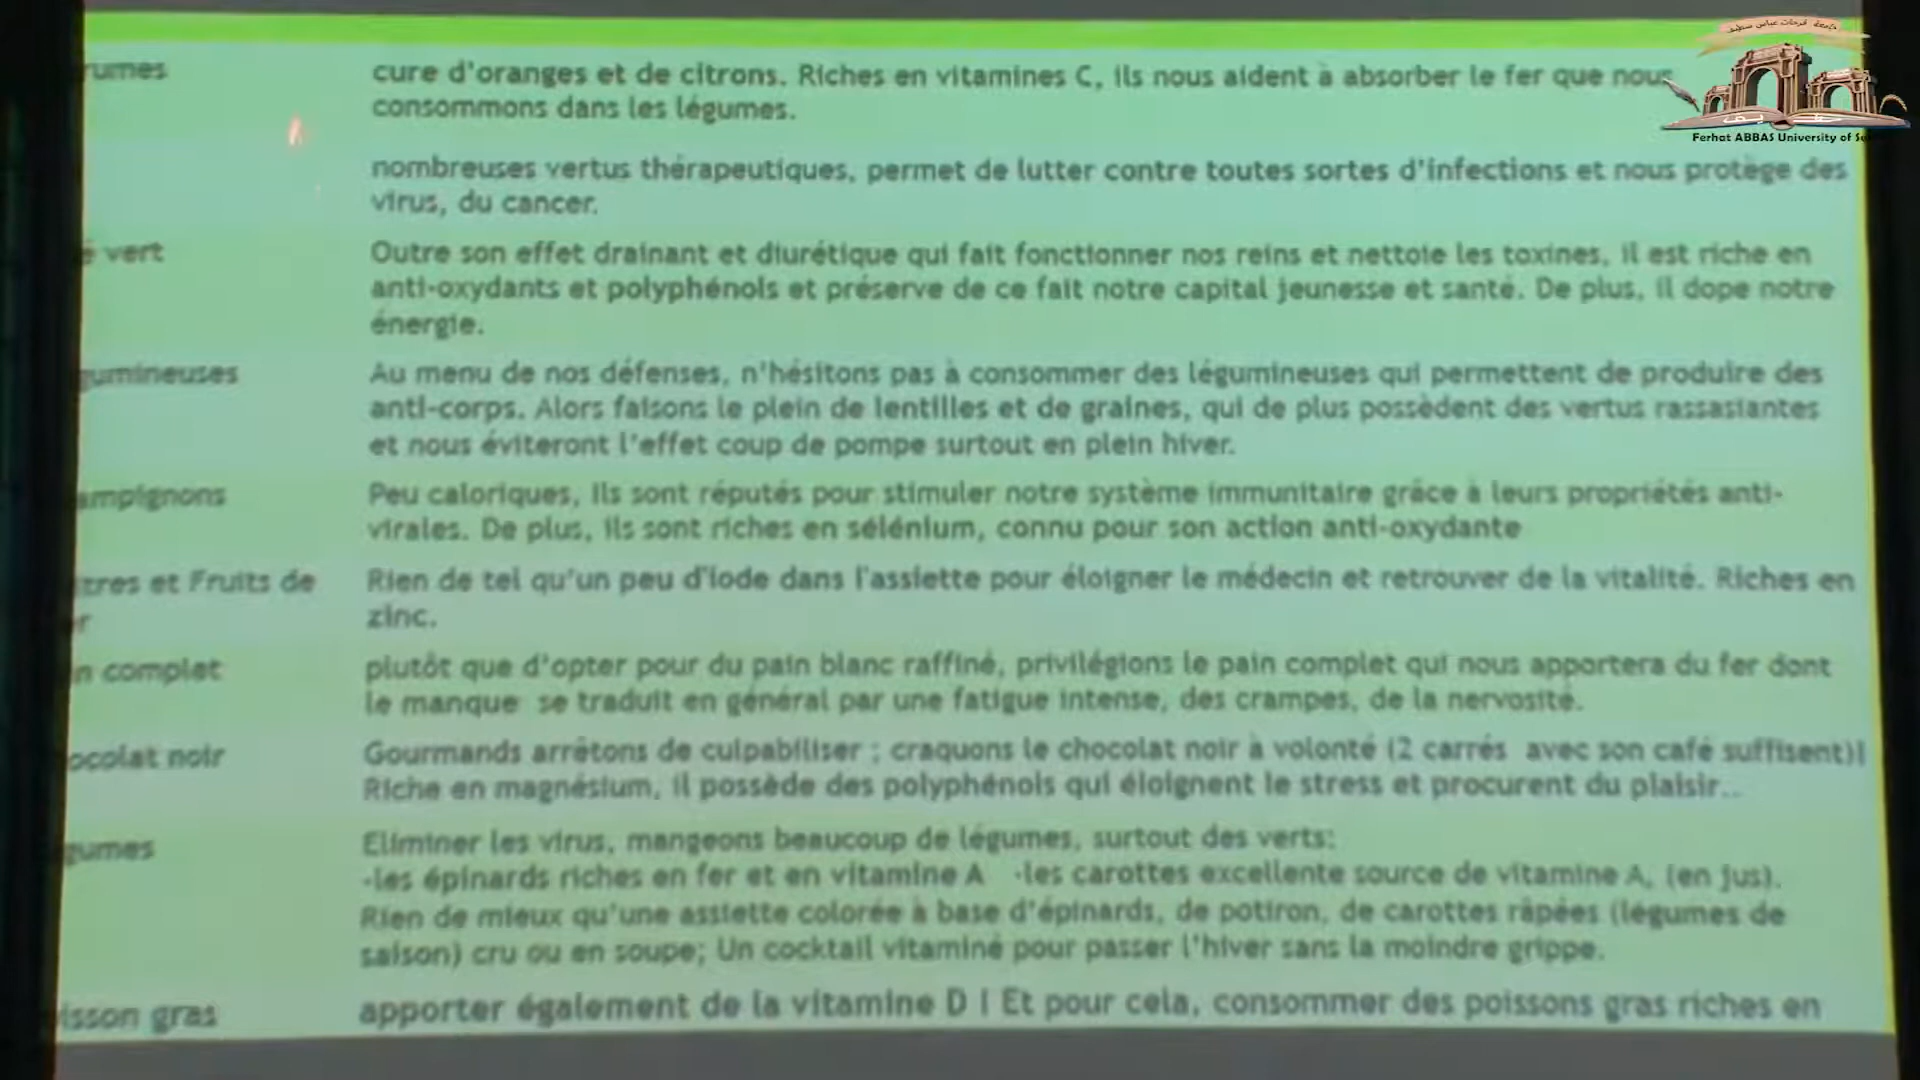 rumes
cure d'oranges et de citrons. Riches en vitamines C, ils nous aident à absorber le fer que nous
consommons dans les légumes.
nombreuses vertus thérapeutiques, permet de lutter contre toutes sortes d'infections et nous protège des
virus, du cancer.
é vert
Outre son effet drainant et diurétique qui fait fonctionner nos reins et nettoie les toxines, il est riche en
anti-oxydants et polyphénols et préserve de ce fait notre capital jeunesse et santé. De plus, il dope notre
énergie.
gumineuses
Au menu de nos défenses, n'hésitons pas à consommer des légumineuses qui permettent de produire des
anti-corps. Alors faisons le plein de lentilles et de graines, qui de plus possèdent des vertus rassasiantes
et nous éviteront l'effet coup de pompe surtout en plein hiver.
ampignons
Peu caloriques, ils sont réputés pour stimuler notre système immunitaire grâce à leurs propriétés anti-
virales. De plus, ils sont riches en sélénium, connu pour son action anti-oxydante
tres et Fruits de
r
Rien de tel qu'un peu d'iode dans l'assiette pour éloigner le médecin et retrouver de la vitalité. Riches en
zinc.
n complet
plutôt que d'opter pour du pain blanc raffiné, privilégions le pain complet qui nous apportera du fer dont
le manque se traduit en général par une fatigue intense, des crampes, de la nervosité.
ocolat noir
Gourmands arrêtons de culpabiliser : craquons le chocolat noir à volonté (2 carrés avec son café suffisent)!
Riche en magnésium, il possède des polyphénols qui éloignent le stress et procurent du plaisir...
gumes
Eliminer les virus, mangeons beaucoup de légumes, surtout des verts:
-les épinards riches en fer et en vitamine A -les carottes excellente source de vitamine A, (en jus).
Rien de mieux qu'une assiette colorée à base d'épinards, de potiron, de carottes râpées (légumes de
saison) cru ou en soupe; Un cocktail vitaminé pour passer l'hiver sans la moindre grippe.
isson gras
apporter également de la vitamine D ! Et pour cela, consommer des poissons gras riches en
جامعة فرحات عباس سطيف
Ferhat ABBAS University of Se